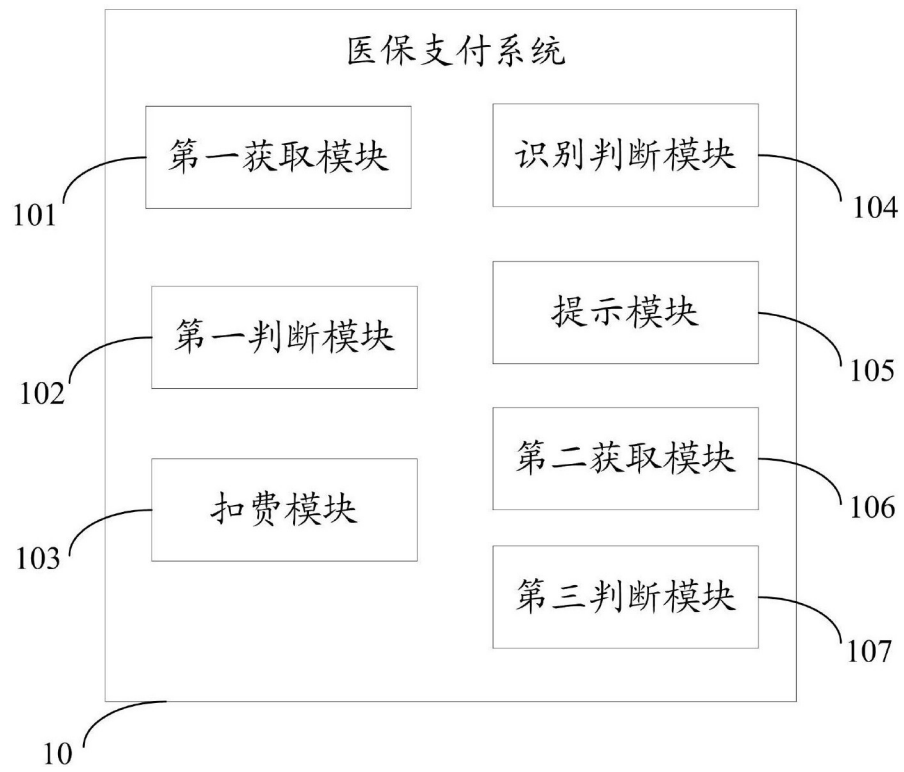 医保支付系统
第一获取模块
101
识别判断模块
104
第一判断模块
102
提示模块
105
扣费模块
103
第二获取模块
106
第三判断模块
107
10